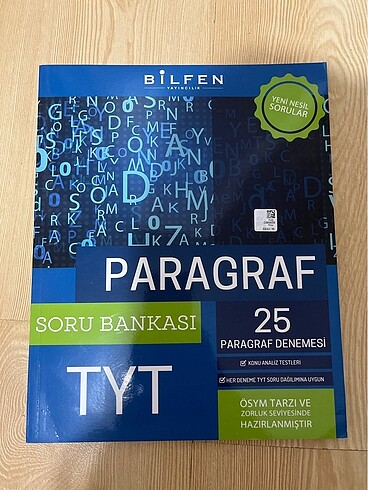 BİLFEN
YAYINCILIK
YENİ NESİL
SORULAR
PARAGRAF
SORU BANKASI
25
PARAGRAF DENEMESİ
KONU ANALİZ TESTLERİ
HER DENEME TYT SORU DAĞILIMINA UYGUN
TYT
ÖSYM TARZI VE
ZORLUK SEVİYESİNDE
HAZIRLANMIŞTIR